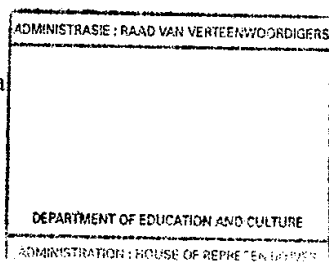 ADMINISTRASIE : RAAD VAN VERTEENWOORDIGERS
a
DEPARTMENT OF EDUCATION AND CULTURE
ADMINISTRATION : HOUSE OF